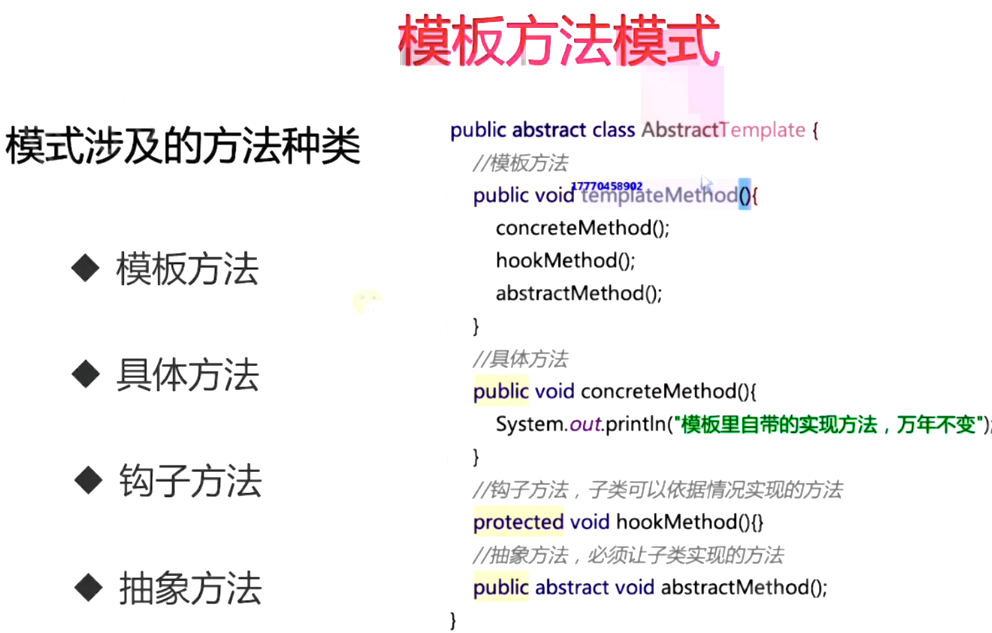 模板方法模式
模式涉及的方法种类
◆ 模板方法
◆ 具体方法
◆ 钩子方法
◆ 抽象方法
public abstract class AbstractTemplate {
//模板方法
17770458902
public void templateMethod(){
concreteMethod();
hookMethod();
abstractMethod();
}
//具体方法
public void concreteMethod(){
System.out.println("模板里自带的实现方法，万年不变");
}
//钩子方法，子类可以依据情况实现的方法
protected void hookMethod(){}
//抽象方法，必须让子类实现的方法
public abstract void abstractMethod();
}